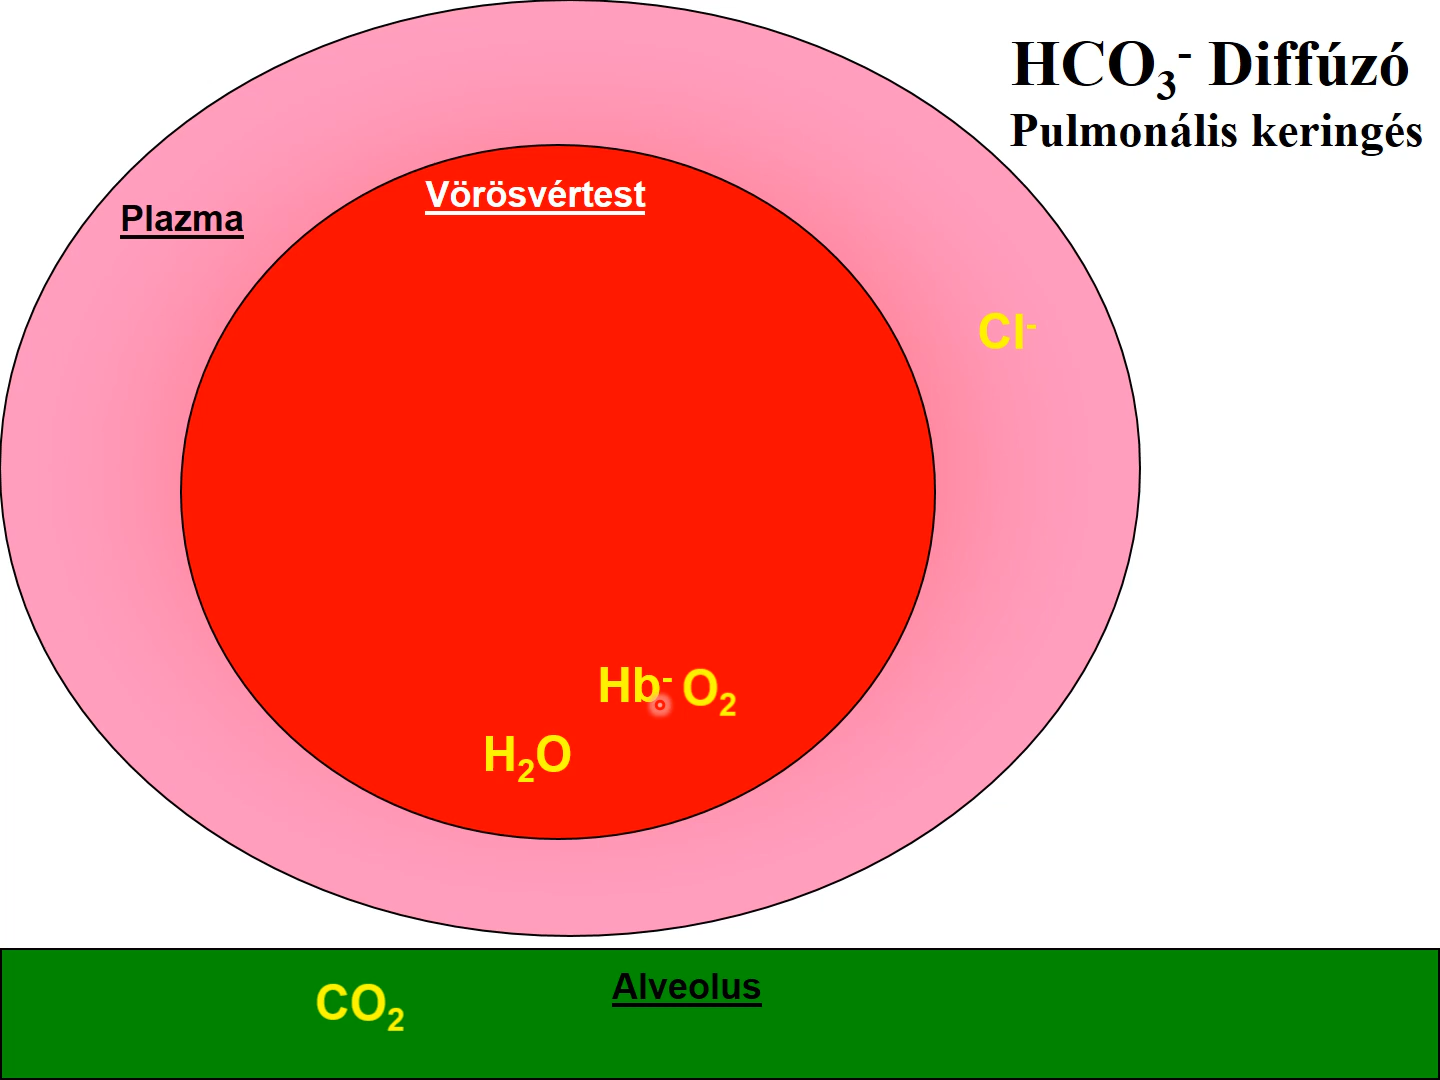 HCO₃⁻ Diffúzó
Pulmonális keringés
Vörösvértest
Plazma
Cl⁻
Hb⁻ O₂
H₂O
Alveolus
CO₂